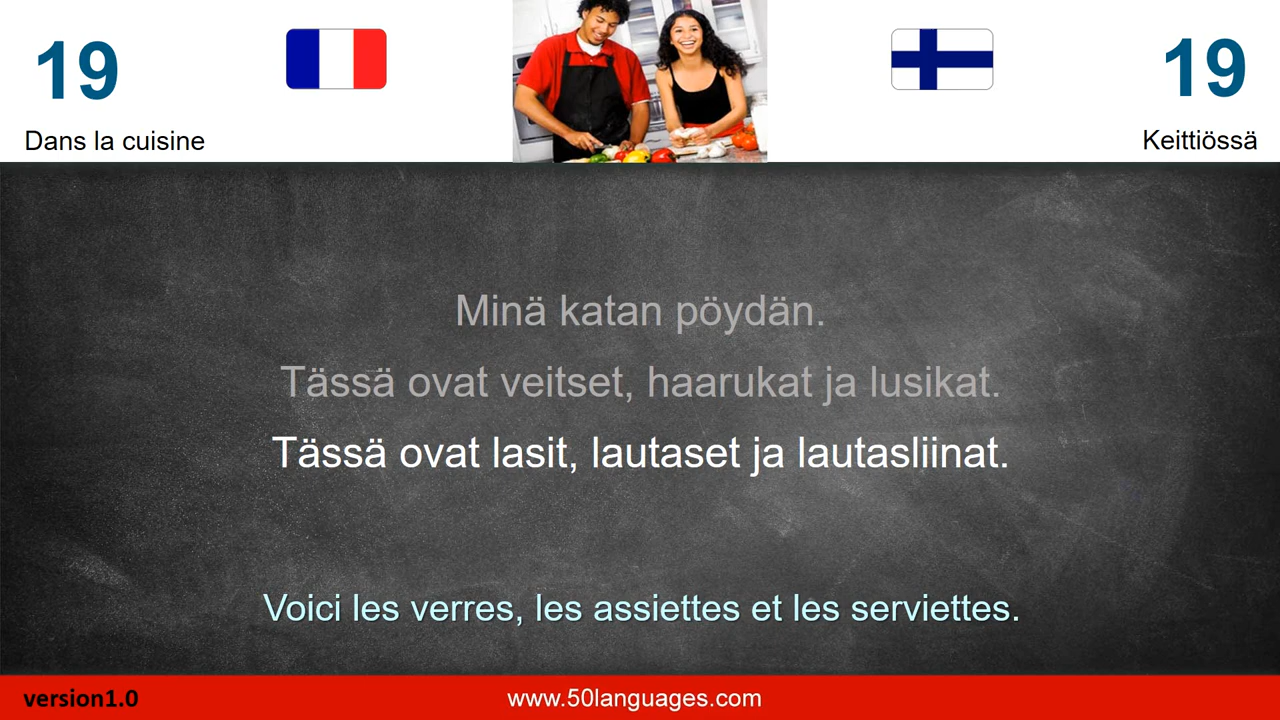 19
19
Dans la cuisine
Keittiössä
Minä katan pöydän.
Tässä ovat veitset, haarukat ja lusikat.
Tässä ovat lasit, lautaset ja lautasliinat.
Voici les verres, les assiettes et les serviettes.
version1.0
www.50languages.com